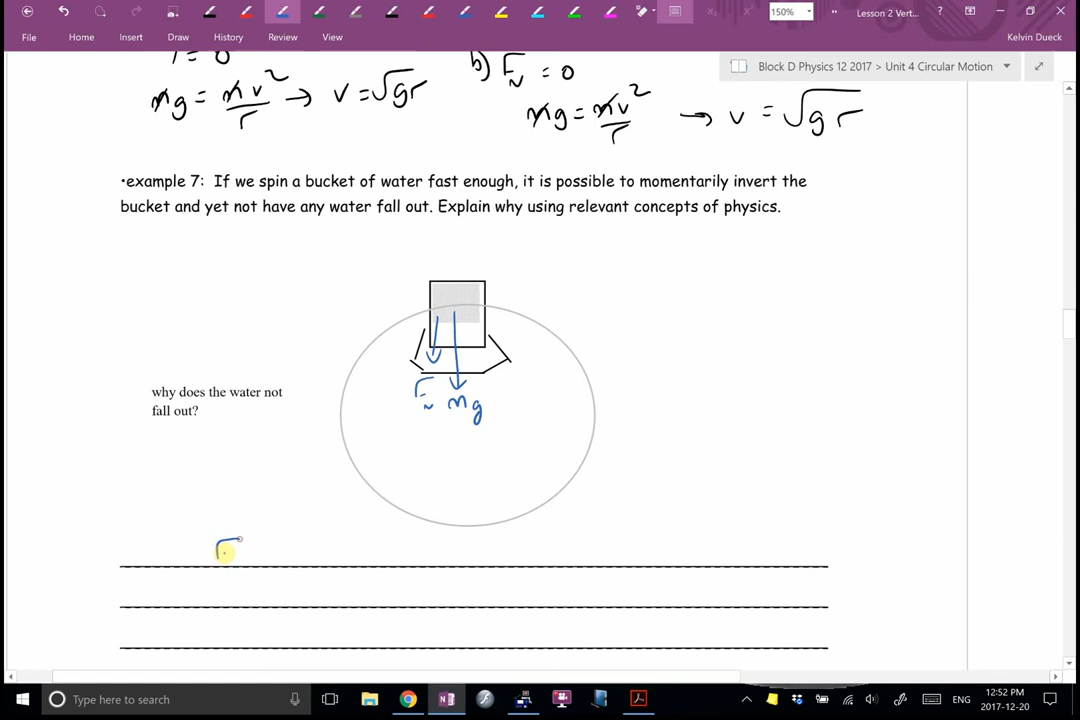 150%
Lesson 2 Vert...
File Home Insert Draw History Review View
Kelvin Dueck
Block D Physics 12 2017 > Unit 4 Circular Motion
= 0
mg = mv²/r → v = √gr
b) F_N = 0
mg = mv²/r → v = √gr
•example 7: If we spin a bucket of water fast enough, it is possible to momentarily invert the
bucket and yet not have any water fall out. Explain why using relevant concepts of physics.
F_N mg
why does the water not
fall out?
Type here to search
ENG
12:52 PM
2017-12-20